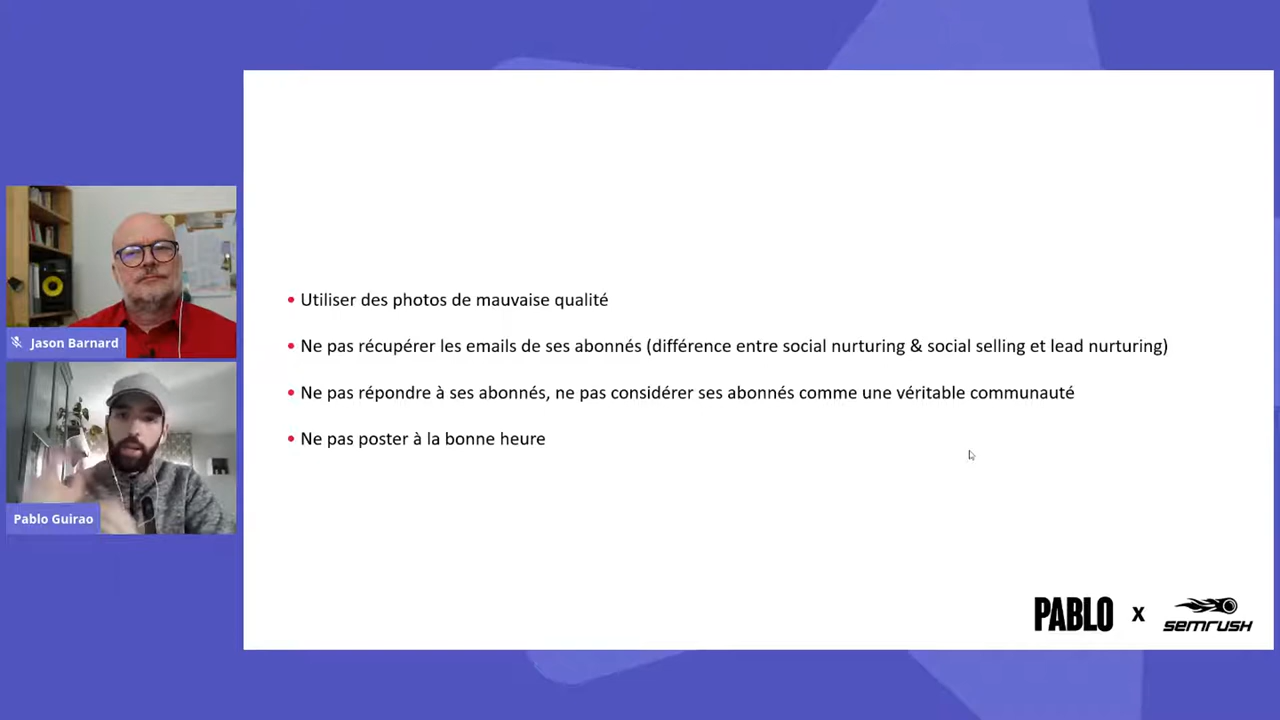 Jason Barnard
Pablo Guirao
• Utiliser des photos de mauvaise qualité
• Ne pas récupérer les emails de ses abonnés (différence entre social nurturing & social selling et lead nurturing)
• Ne pas répondre à ses abonnés, ne pas considérer ses abonnés comme une véritable communauté
• Ne pas poster à la bonne heure
PABLO X SEMRUSH